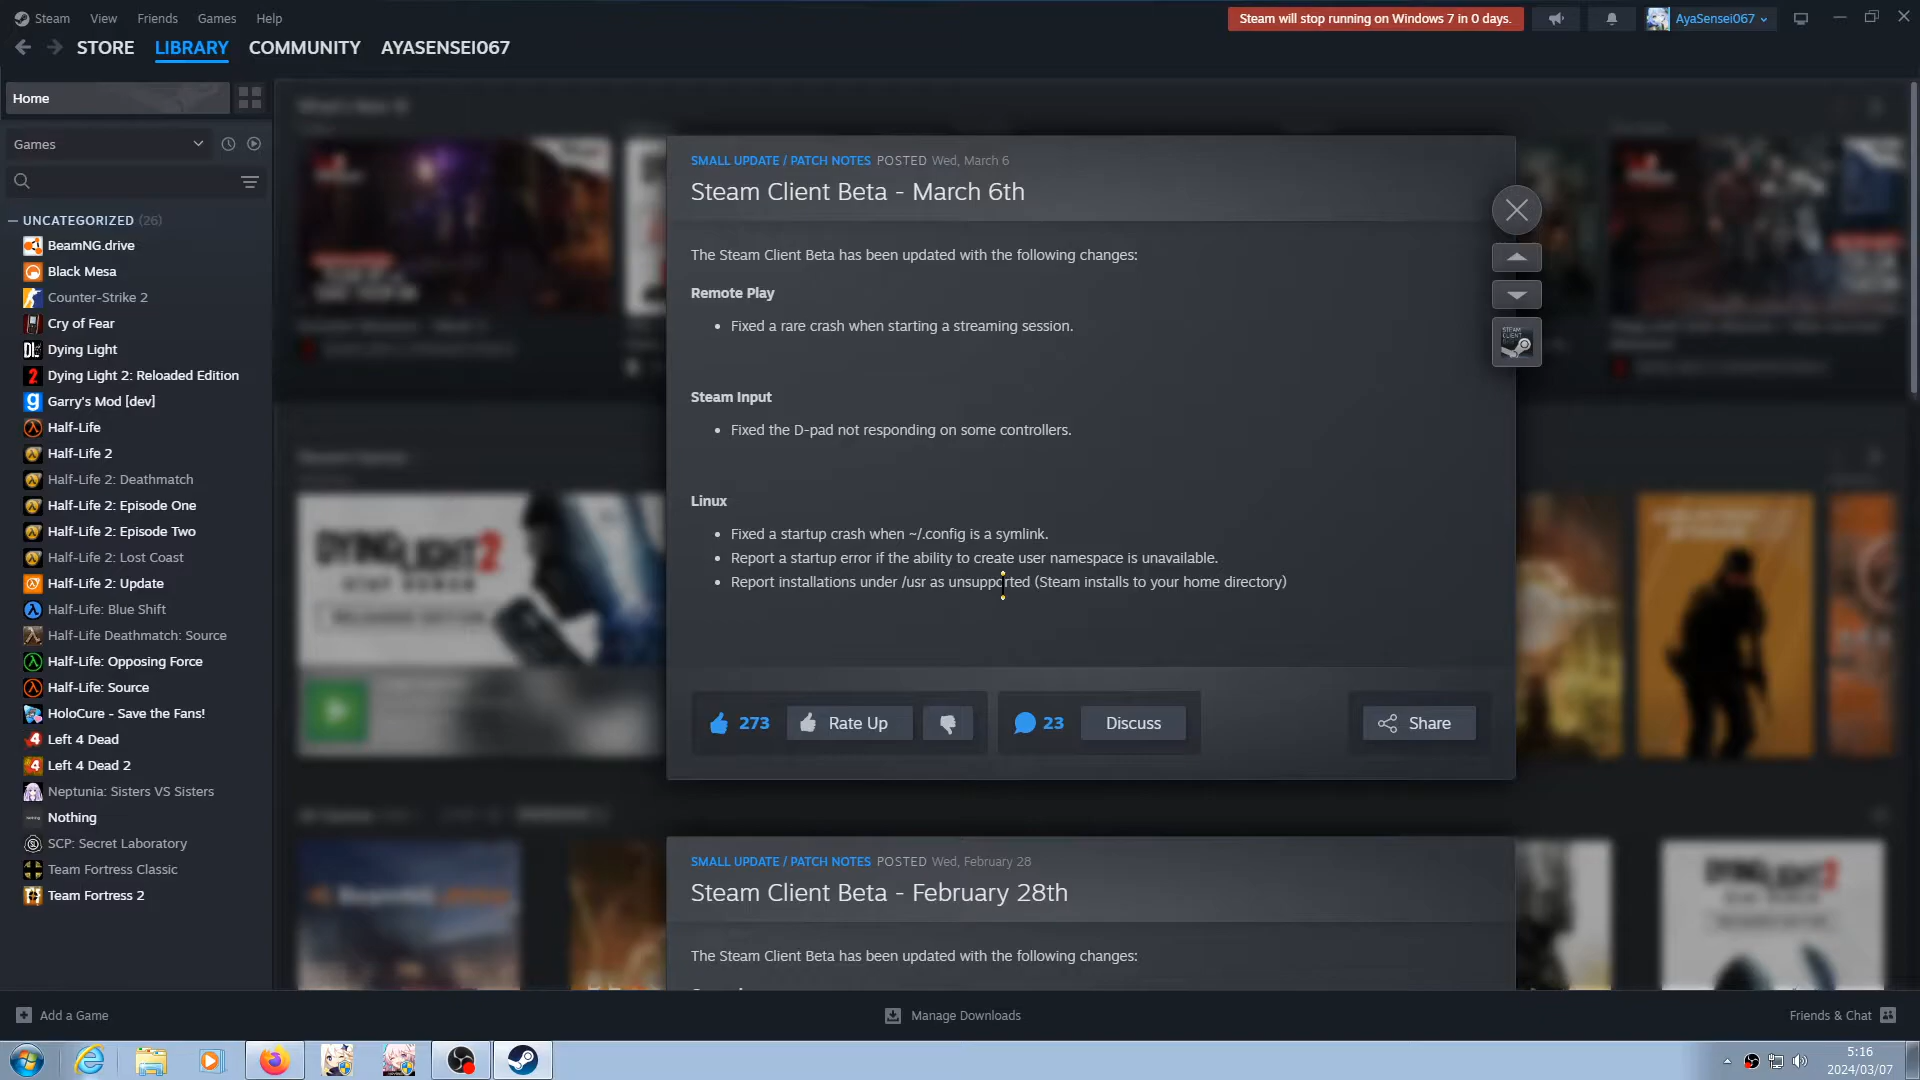 Steam View Friends Games Help
Steam will stop running on Windows 7 in 0 days.
AyaSensei067
STORE LIBRARY COMMUNITY AYASENSEI067
Home
Games
UNCATEGORIZED (26)
BeamNG.drive
Black Mesa
Counter-Strike 2
Cry of Fear
Dying Light
Dying Light 2: Reloaded Edition
Garry's Mod [dev]
Half-Life
Half-Life 2
Half-Life 2: Deathmatch
Half-Life 2: Episode One
Half-Life 2: Episode Two
Half-Life 2: Lost Coast
Half-Life 2: Update
Half-Life: Blue Shift
Half-Life Deathmatch: Source
Half-Life: Opposing Force
Half-Life: Source
HoloCure - Save the Fans!
Left 4 Dead
Left 4 Dead 2
Neptunia: Sisters VS Sisters
Nothing
SCP: Secret Laboratory
Team Fortress Classic
Team Fortress 2
SMALL UPDATE / PATCH NOTES POSTED Wed, March 6
Steam Client Beta - March 6th
The Steam Client Beta has been updated with the following changes:
Remote Play
• Fixed a rare crash when starting a streaming session.
Steam Input
• Fixed the D-pad not responding on some controllers.
Linux
• Fixed a startup crash when ~/.config is a symlink.
• Report a startup error if the ability to create user namespace is unavailable.
• Report installations under /usr as unsupported (Steam installs to your home directory)
273 Rate Up 23 Discuss Share
SMALL UPDATE / PATCH NOTES POSTED Wed, February 28
Steam Client Beta - February 28th
The Steam Client Beta has been updated with the following changes:
DYING LIGHT 2
STAY HUMAN
RELOADED EDITION
DYING LIGHT 2
Add a Game
Manage Downloads
Friends & Chat
5:16
2024/03/07